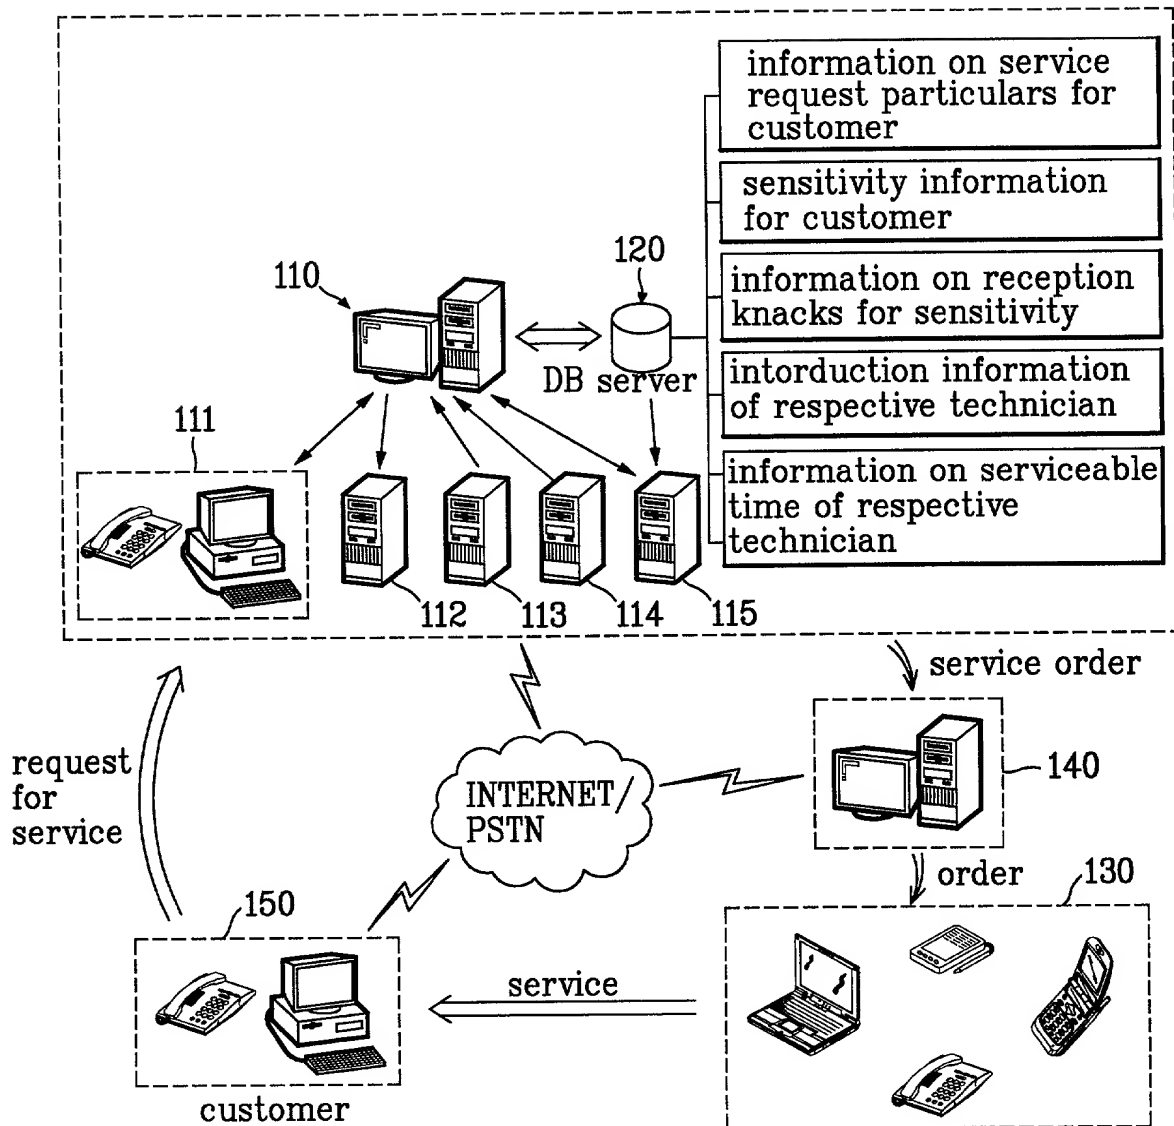 information on service
request particulars for
customer
sensitivity information
for customer
120
110
information on reception
knacks for sensitivity
DB server
intorduction information
of respective technician
111
information on serviceable
time of respective
technician
112
113
114
115
service order
request
for
service
INTERNET/
PSTN
140
order
130
150
service
customer